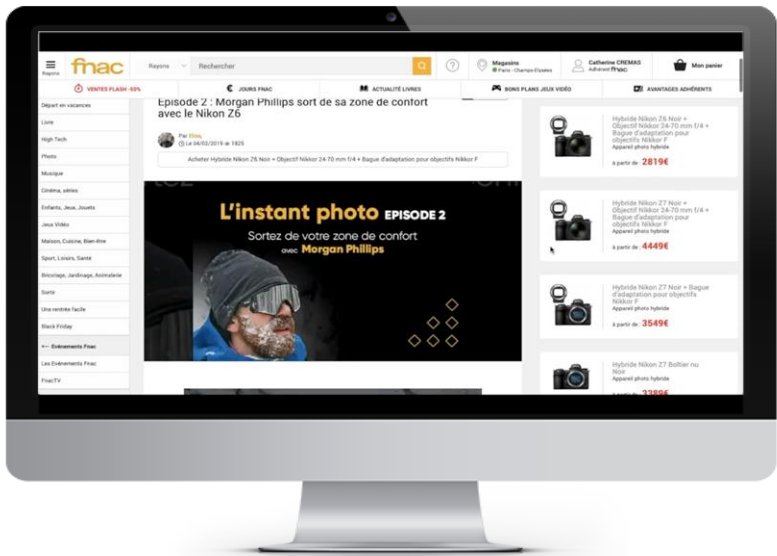 Rayons
fnac
Rayons
Rechercher
Magasins
Paris - Champs-Elysées
Catherine CREMAS
Adhérent fnac
Mon panier
VENTES FLASH -50%
JOURS FNAC
ACTUALITÉ LIVRES
BONS PLANS JEUX VIDÉO
AVANTAGES ADHÉRENTS
Départ en vacances
Livre
High Tech
Photo
Musique
Cinéma, séries
Enfants, Jeux, Jouets
Jeux Vidéo
Maison, Cuisine, Bien-être
Sport, Loisirs, Santé
Bricolage, Jardinage, Animalerie
Sortir
Une rentrée facile
Black Friday
Evénements Fnac
Les Evénements Fnac
FnacTV
Episode 2 : Morgan Phillips sort de sa zone de confort
avec le Nikon Z6
Par
Le 04/02/2019
Acheter Hybride Nikon Z6 Noir + Objectif Nikkor 24-70 mm f/4 + Bague d'adaptation pour objectifs Nikkor F
L'instant photo EPISODE 2
Sortez de votre zone de confort
avec Morgan Phillips
Hybride Nikon Z6 Noir +
Objectif Nikkor 24-70 mm f/4 +
Bague d'adaptation pour
objectifs Nikkor F
Appareil photo hybride
à partir de : 2819€
Hybride Nikon Z7 Noir +
Objectif Nikkor 24-70 mm f/4 +
Bague d'adaptation pour
objectifs Nikkor F
Appareil photo hybride
à partir de : 4449€
Hybride Nikon Z7 Noir + Bague
d'adaptation pour objectifs
Nikkor F
Appareil photo hybride
à partir de : 3549€
Hybride Nikon Z7 Boîtier nu
Noir
Appareil photo hybride
3389€